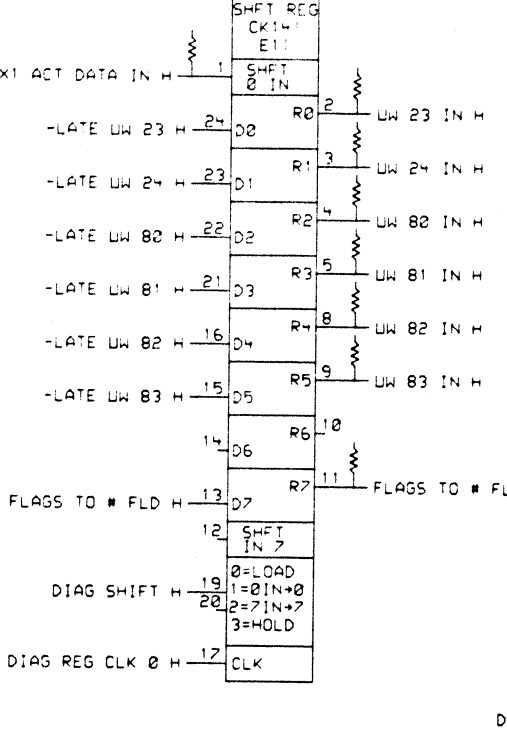 SHFT REG
CK141
E11
X1 ACT DATA IN H 1 SHFT
0 IN
R0 2 UW 23 IN H
-LATE UW 23 H 24 D0
R1 3 UW 24 IN H
-LATE UW 24 H 23 D1
R2 4 UW 80 IN H
-LATE UW 80 H 22 D2
R3 5 UW 81 IN H
-LATE UW 81 H 21 D3
R4 8 UW 82 IN H
-LATE UW 82 H 16 D4
R5 9 UW 83 IN H
-LATE UW 83 H 15 D5
R6 10
14 D6
R7 11 FLAGS TO # FL
FLAGS TO # FLD H 13 D7
12 SHFT
IN 7
0=LOAD
DIAG SHIFT H 19 1=0IN→0
20 2=7IN→7
3=HOLD
DIAG REG CLK 0 H 17 CLK
D